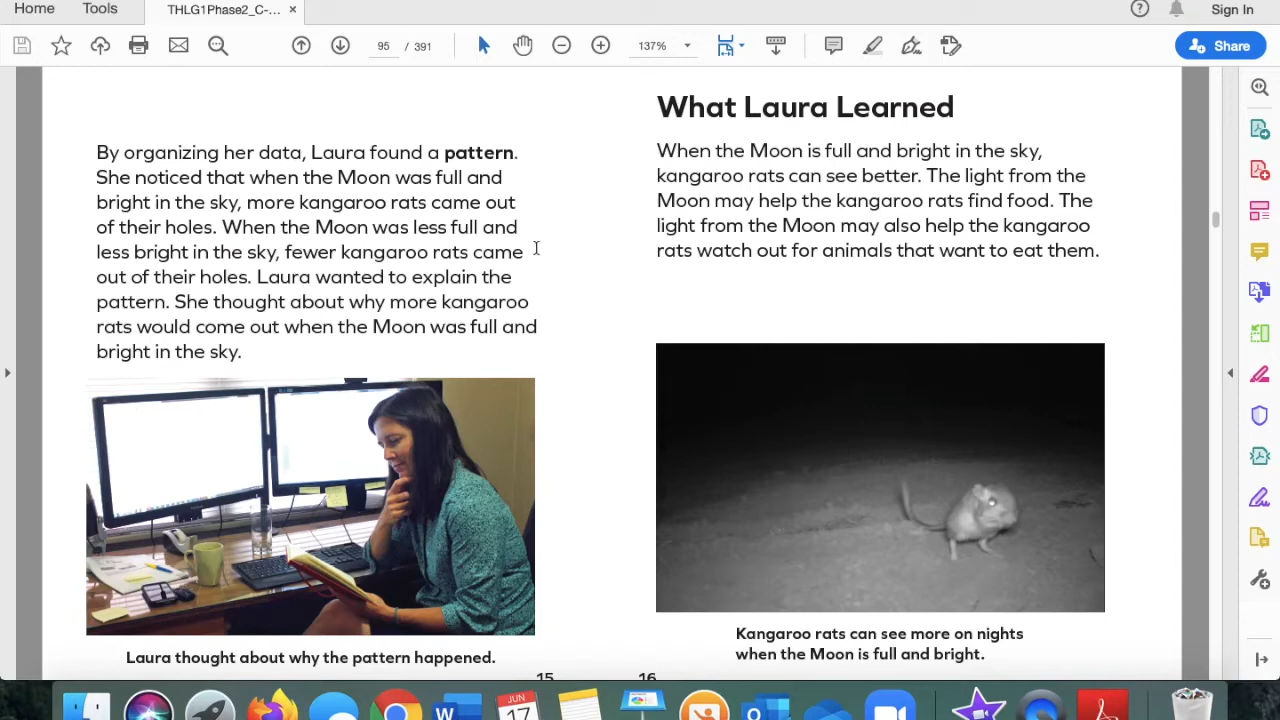 Home Tools THLG1Phase2_C-... × Sign In
95 / 391 137% Share
By organizing her data, Laura found a pattern.
She noticed that when the Moon was full and
bright in the sky, more kangaroo rats came out
of their holes. When the Moon was less full and
less bright in the sky, fewer kangaroo rats came
out of their holes. Laura wanted to explain the
pattern. She thought about why more kangaroo
rats would come out when the Moon was full and
bright in the sky.
Laura thought about why the pattern happened.
15
What Laura Learned
When the Moon is full and bright in the sky,
kangaroo rats can see better. The light from the
Moon may help the kangaroo rats find food. The
light from the Moon may also help the kangaroo
rats watch out for animals that want to eat them.
Kangaroo rats can see more on nights
when the Moon is full and bright.
16
JUN
17
W